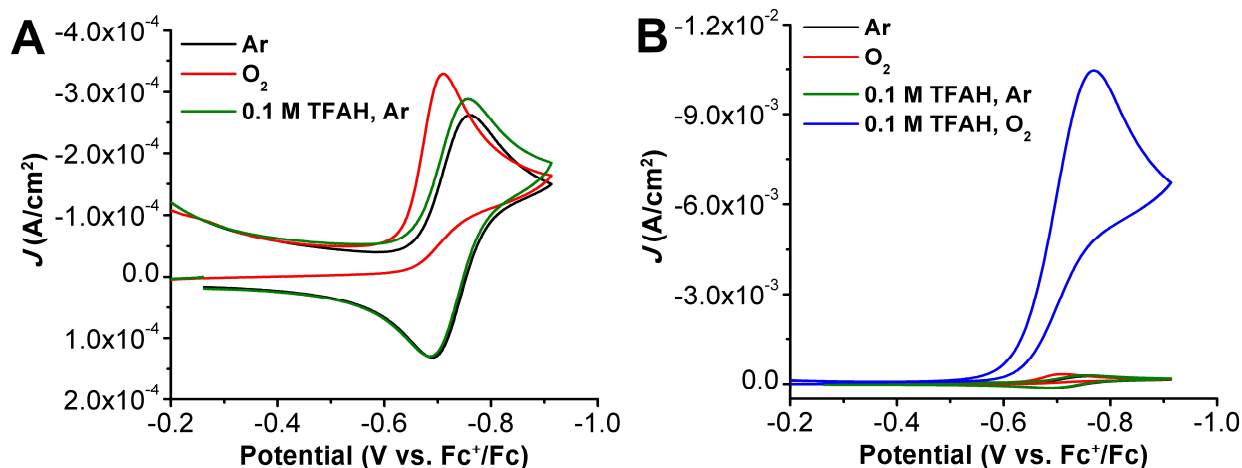 A
Ar
O₂
0.1 M TFAH, Ar
-4.0x10⁻⁴
-3.0x10⁻⁴
-2.0x10⁻⁴
-1.0x10⁻⁴
0.0
1.0x10⁻⁴
2.0x10⁻⁴
J (A/cm²)
-0.2 -0.4 -0.6 -0.8 -1.0
Potential (V vs. Fc⁺/Fc)
B
Ar
O₂
0.1 M TFAH, Ar
0.1 M TFAH, O₂
-1.2x10⁻²
-9.0x10⁻³
-6.0x10⁻³
-3.0x10⁻³
0.0
J (A/cm²)
-0.2 -0.4 -0.6 -0.8 -1.0
Potential (V vs. Fc⁺/Fc)